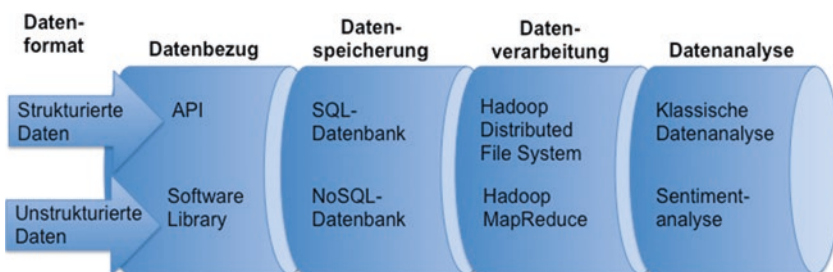 Daten-
format
Datenbezug
Daten-
speicherung
Daten-
verarbeitung
Datenanalyse
Strukturierte
Daten
API
SQL-
Datenbank
Hadoop
Distributed
File System
Klassische
Datenanalyse
Unstrukturierte
Daten
Software
Library
NoSQL-
Datenbank
Hadoop
MapReduce
Sentiment-
analyse